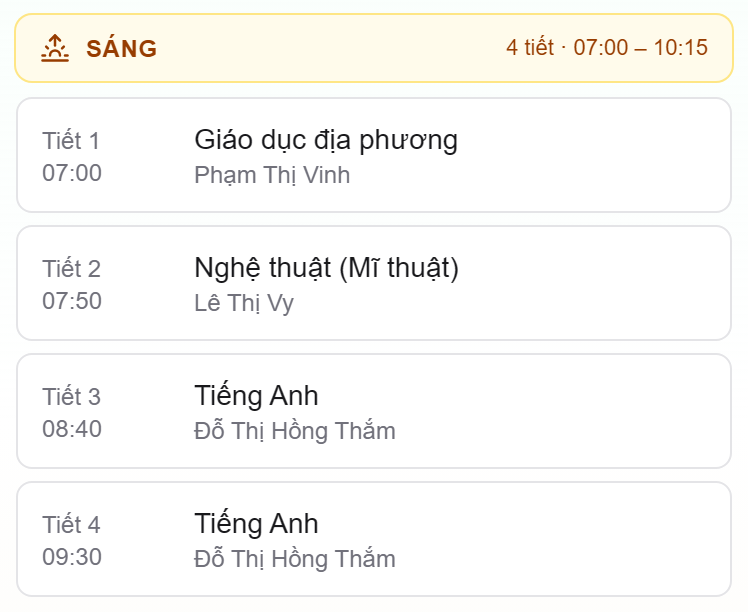 SÁNG
4 tiết · 07:00 – 10:15
Tiết 1
07:00
Giáo dục địa phương
Phạm Thị Vinh
Tiết 2
07:50
Nghệ thuật (Mĩ thuật)
Lê Thị Vy
Tiết 3
08:40
Tiếng Anh
Đỗ Thị Hồng Thắm
Tiết 4
09:30
Tiếng Anh
Đỗ Thị Hồng Thắm